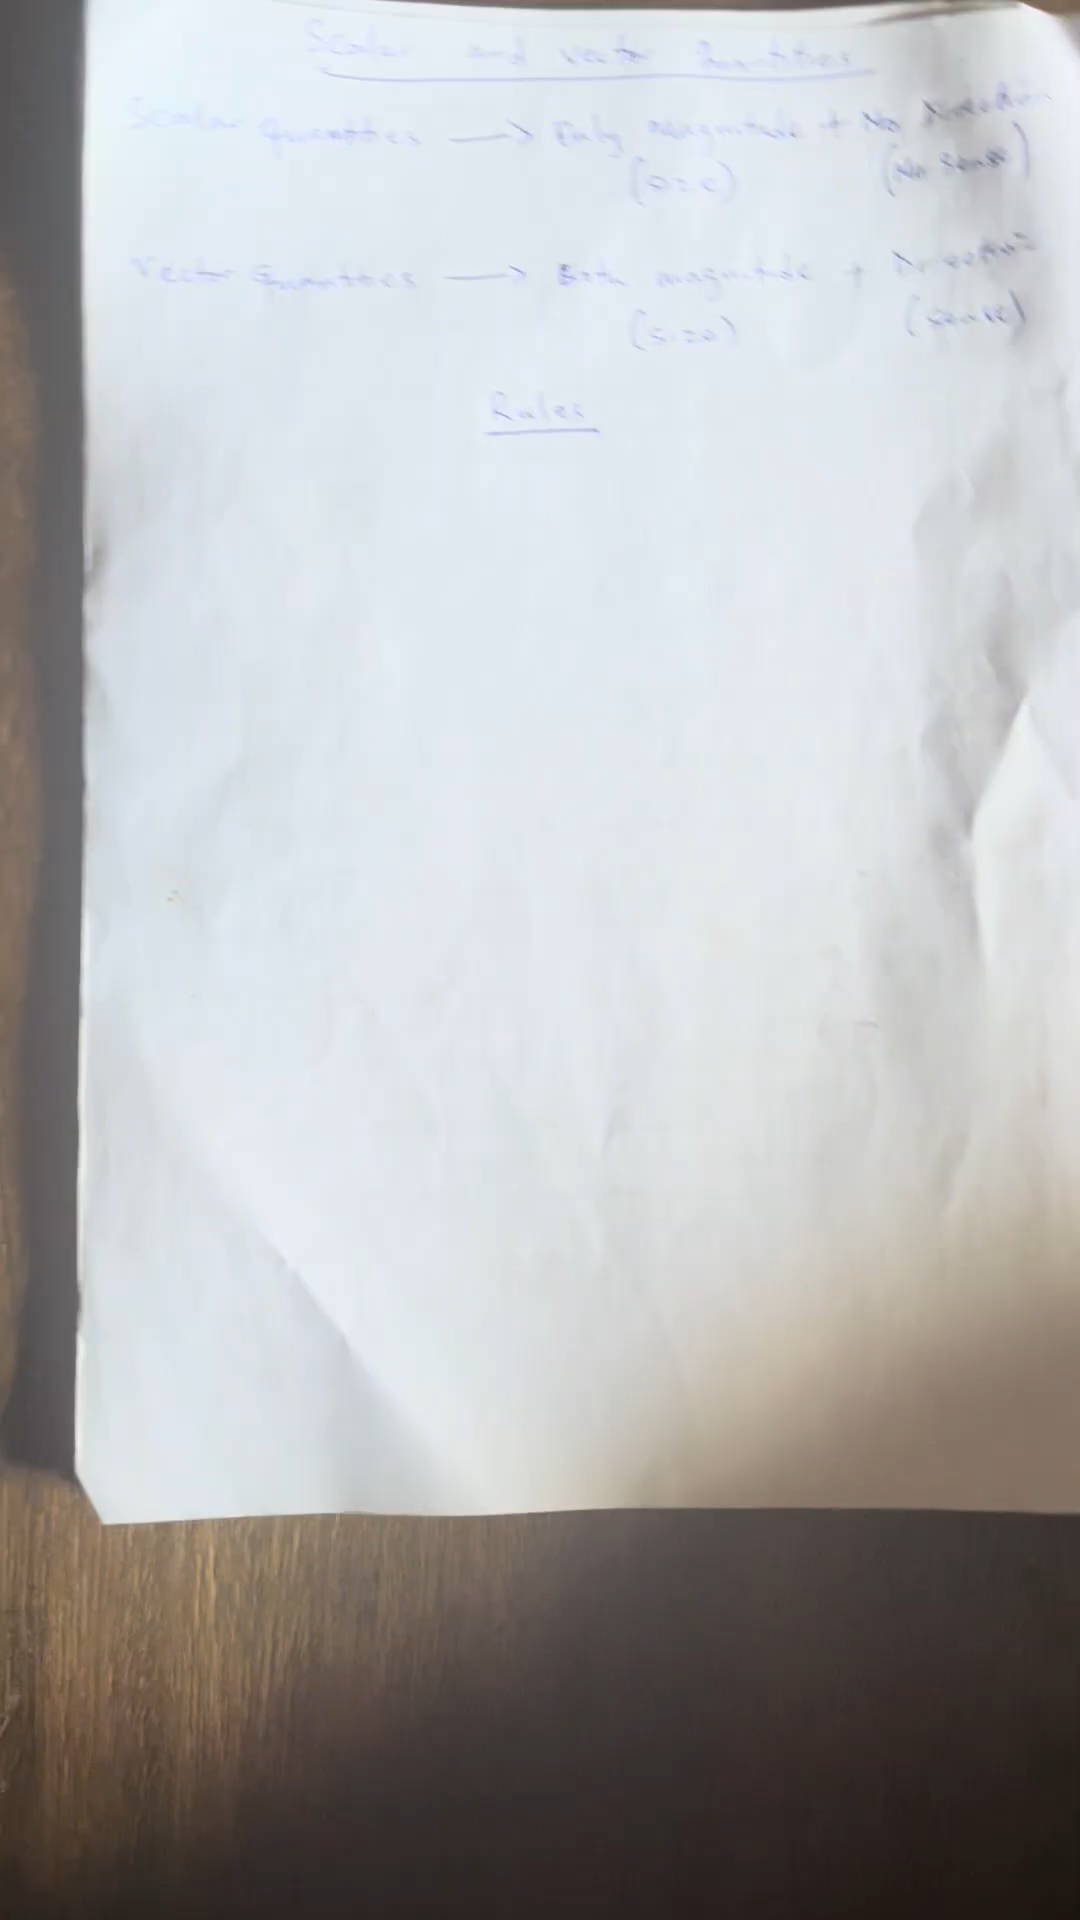 Scalar and vector Quantities
Scalar Quantities → Only magnitude + No Direction
(size) (No sense)
Vector Quantities → Both magnitude + Direction
(size) (sense)
Rules